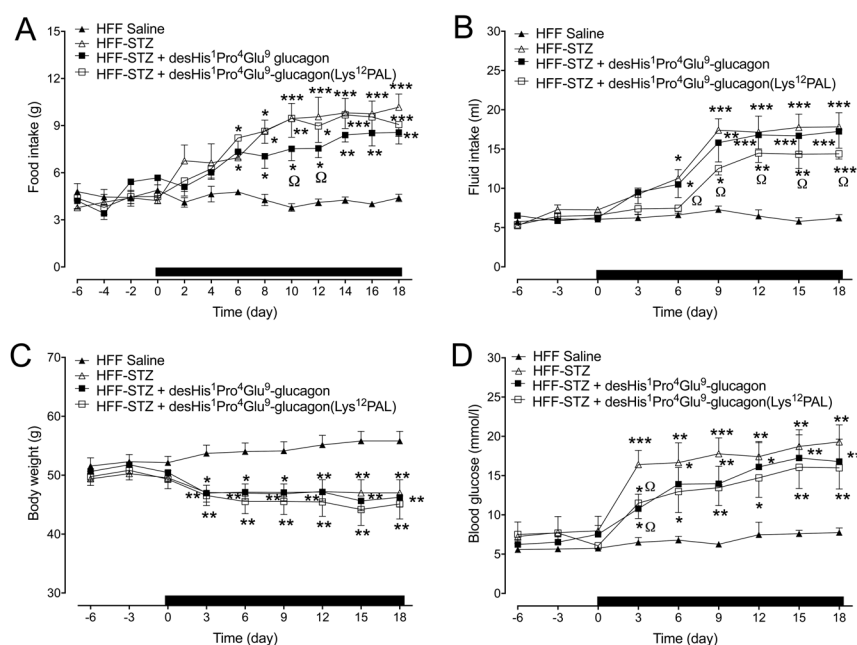 A
HFF Saline
HFF-STZ
HFF-STZ + desHis¹Pro⁴Glu⁹ glucagon
HFF-STZ + desHis¹Pro⁴Glu⁹-glucagon(Lys¹²PAL)
Food intake (g)
15
12
9
6
3
0
*** *** *** *** ***
* * ** * *** *** **
* * * * ** ** **
Ω Ω
-6 -4 -2 0 2 4 6 8 10 12 14 16 18
Time (day)
B
HFF Saline
HFF-STZ
HFF-STZ + desHis¹Pro⁴Glu⁹-glucagon
HFF-STZ + desHis¹Pro⁴Glu⁹-glucagon(Lys¹²PAL)
Fluid intake (ml)
30
25
20
15
10
5
0
*** *** *** ***
* ** *** *** ***
* Ω * ** ** ***
Ω Ω Ω Ω
-6 -3 0 3 6 9 12 15 18
Time (day)
C
HFF Saline
HFF-STZ
HFF-STZ + desHis¹Pro⁴Glu⁹-glucagon
HFF-STZ + desHis¹Pro⁴Glu⁹-glucagon(Lys¹²PAL)
Body weight (g)
70
60
50
40
30
* * ** ** ** **
** ** ** ** ** **
** ** ** ** ** **
-6 -3 0 3 6 9 12 15 18
Time (day)
D
HFF Saline
HFF-STZ
HFF-STZ + desHis¹Pro⁴Glu⁹-glucagon
HFF-STZ + desHis¹Pro⁴Glu⁹-glucagon(Lys¹²PAL)
Blood glucose (mmol/l)
30
25
20
15
10
5
0
*** ** *** ** ** **
*Ω * ** * ** **
*Ω * ** * ** **
-6 -3 0 3 6 9 12 15 18
Time (day)